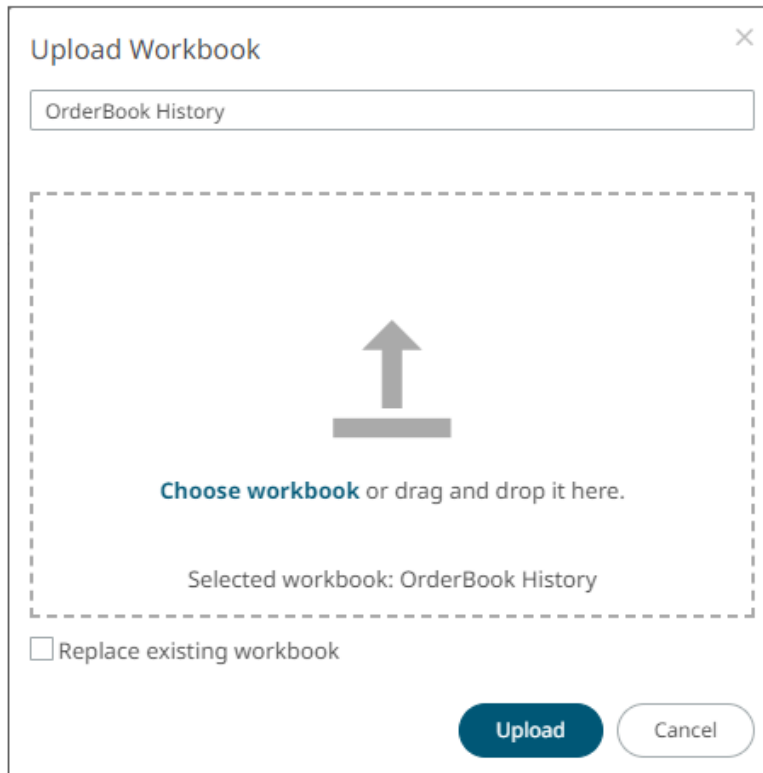 Upload Workbook
OrderBook History
Choose workbook or drag and drop it here.
Selected workbook: OrderBook History
Replace existing workbook
Upload
Cancel